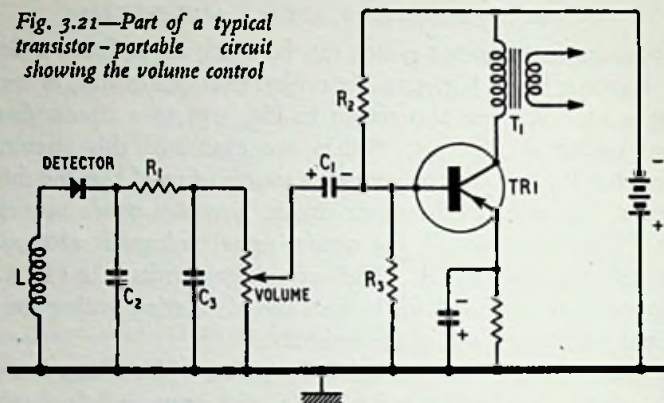 Fig. 3.21—Part of a typical
transistor-portable circuit
showing the volume control
R2
T1
DETECTOR
R1
+ C1 -
TR1
-
+
L
C2
C3
VOLUME
R3
-
+